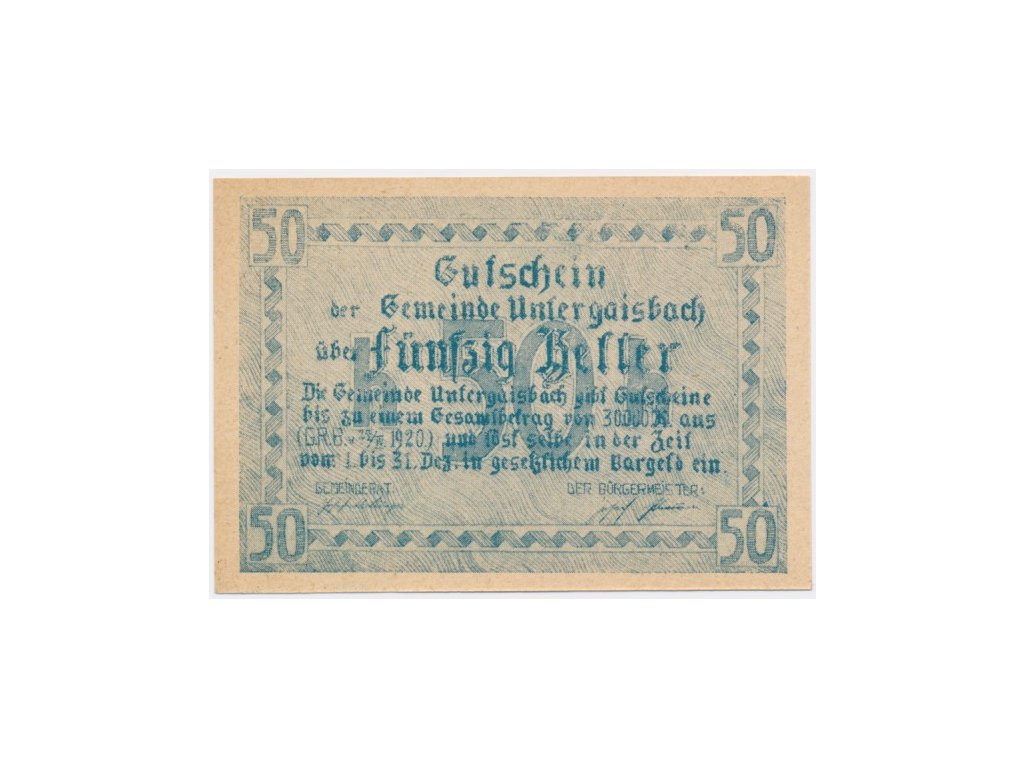 50 50
Gutschein
der Gemeinde Untergaisbach
über Fünfzig Heller
h 50 h
Die Gemeinde Untergaisbach gibt Gutscheine
bis zu einem Gesamtbetrag von 30000 K. aus
(G.R.B. v. 1920.) und löst selbe in der Zeit
vom 1. bis 31. Dez. in gesetzlichem Bargeld ein.
GEMEINDERAT. DER BÜRGERMEISTER:
50 50